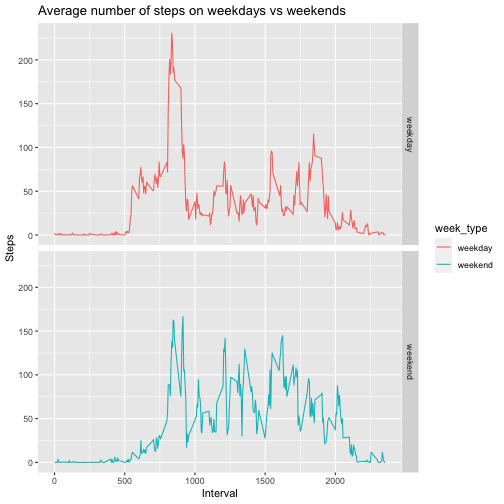 Average number of steps on weekdays vs weekends
200
150
100
50
0
weekday
200
150
100
50
0
weekend
Steps
0
500
1000
1500
2000
Interval
week_type
weekday
weekend